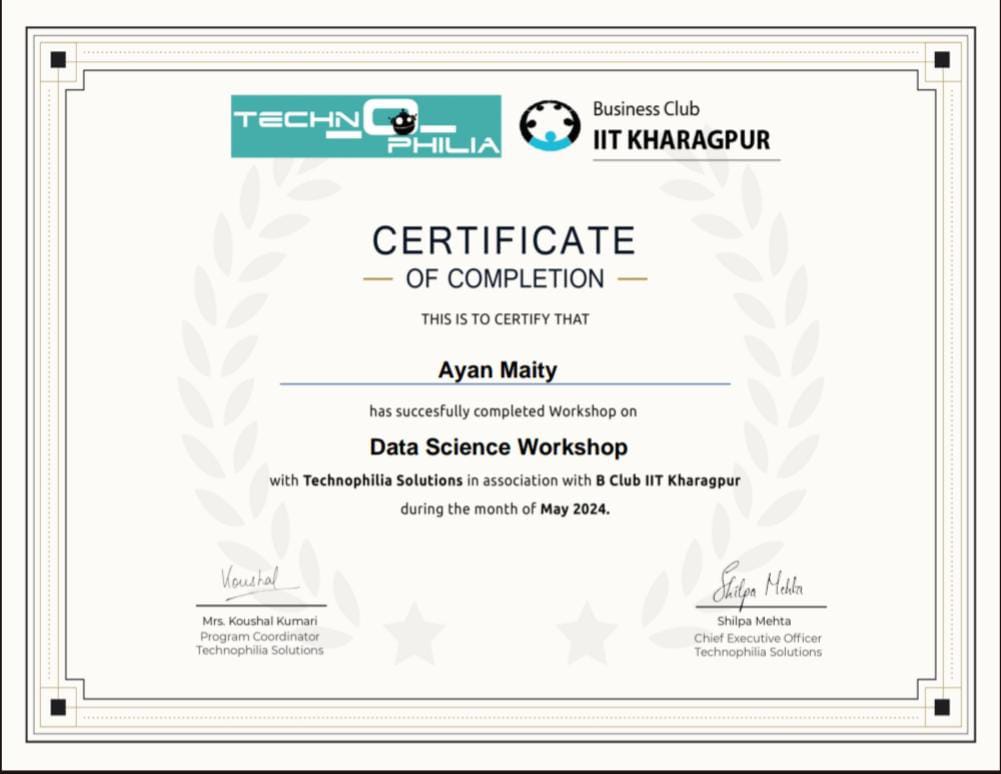 TECHNO_PHILIA
Business Club
IIT KHARAGPUR
CERTIFICATE
OF COMPLETION
THIS IS TO CERTIFY THAT
Ayan Maity
has succesfully completed Workshop on
Data Science Workshop
with Technophilia Solutions in association with B Club IIT Kharagpur
during the month of May 2024.
Koushal
Mrs. Koushal Kumari
Program Coordinator
Technophilia Solutions
Shilpa Mehta
Shilpa Mehta
Chief Executive Officer
Technophilia Solutions